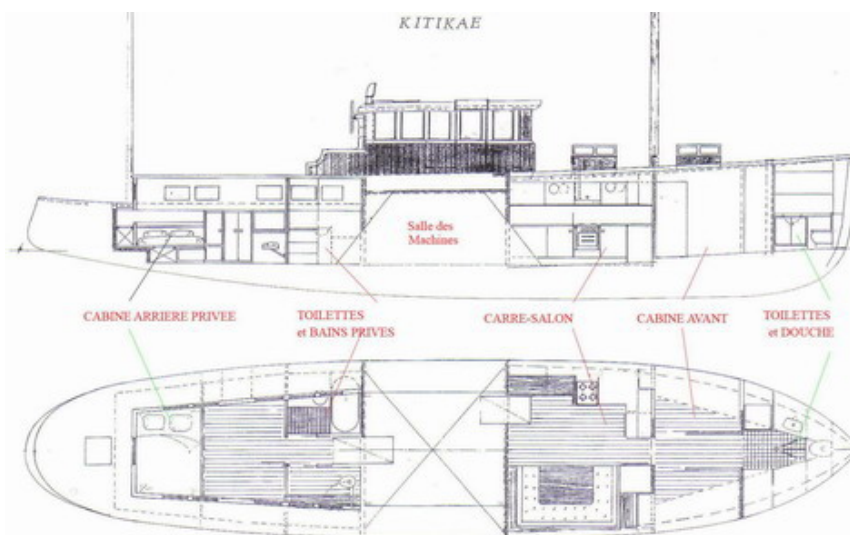 KITIKAE
Salle des
Machines
CABINE ARRIERE PRIVEE
TOILETTES
et BAINS PRIVES
CARRE-SALON
CABINE AVANT
TOILETTES
et DOUCHE